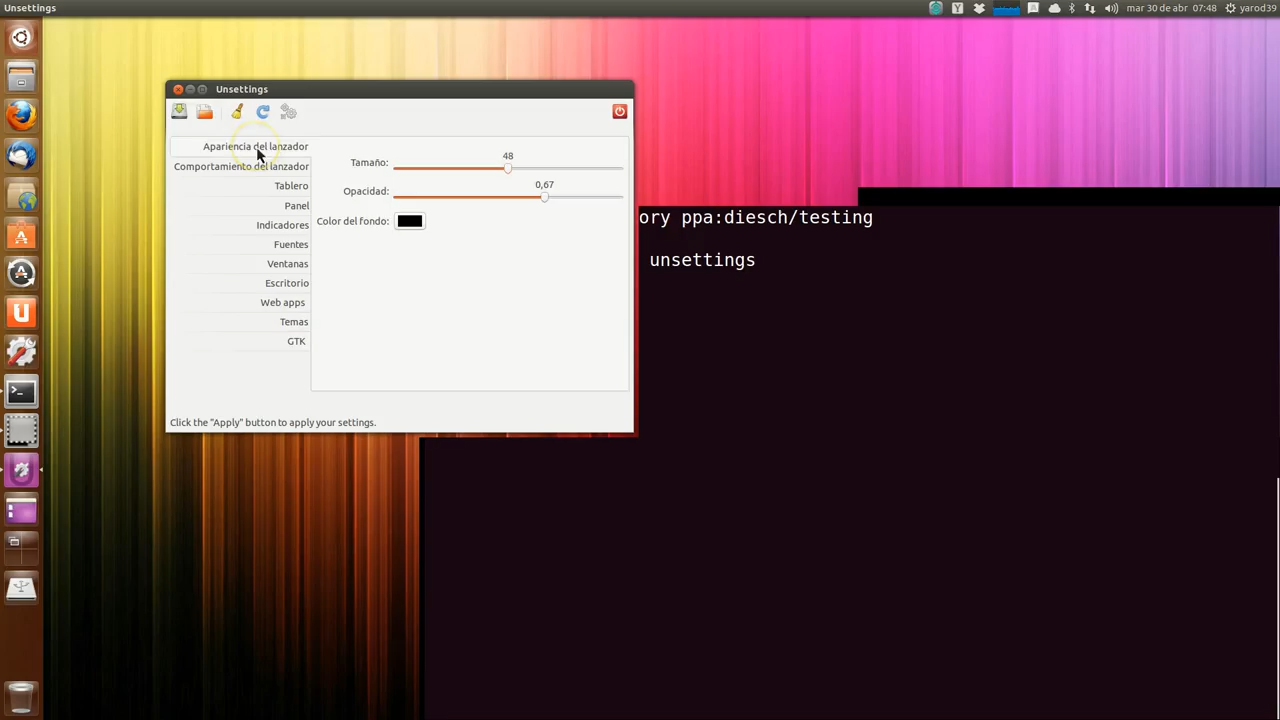 Unsettings
mar 30 de abr 07:48
yarod39
Unsettings
Apariencia del lanzador
Comportamiento del lanzador
Tablero
Panel
Indicadores
Fuentes
Ventanas
Escritorio
Web apps
Temas
GTK
Tamaño:
48
Opacidad:
0,67
Color del fondo:
Click the "Apply" button to apply your settings.
ory ppa:diesch/testing
unsettings